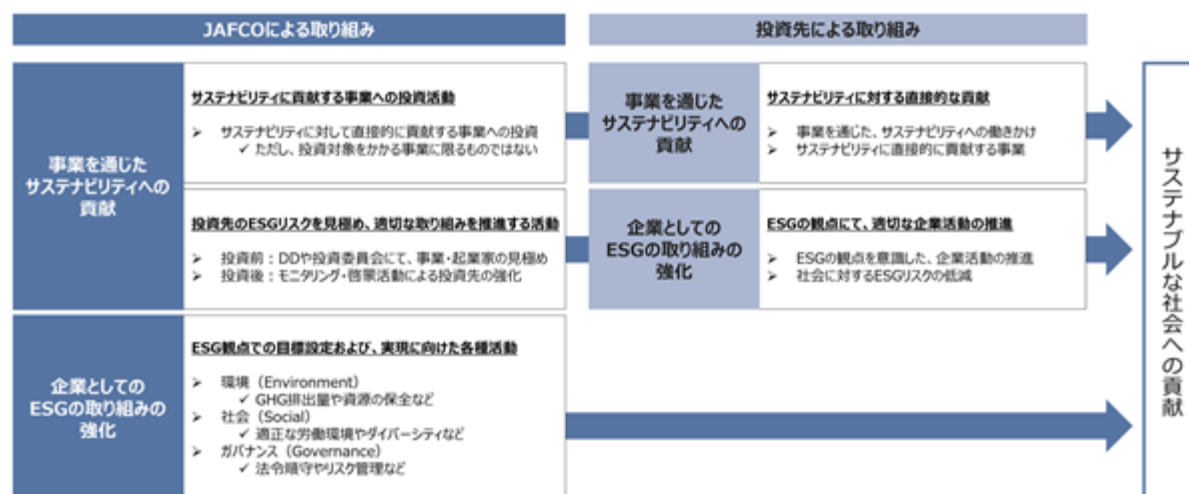 JAFCOによる取り組み
投資先による取り組み
事業を通じた
サステナビリティへの
貢献
サステナビリティに貢献する事業への投資活動
➤ サステナビリティに対して直接的に貢献する事業への投資
✓ ただし、投資対象をかかる事業に限るものではない
事業を通じた
サステナビリティへの
貢献
サステナビリティに対する直接的な貢献
➤ 事業を通じた、サステナビリティへの働きかけ
➤ サステナビリティに直接的に貢献する事業
投資先のESGリスクを見極め、適切な取り組みを推進する活動
➤ 投資前：DDや投資委員会にて、事業・起業家の見極め
➤ 投資後：モニタリング・啓蒙活動による投資先の強化
企業としての
ESGの取り組みの
強化
ESGの観点にて、適切な企業活動の推進
➤ ESGの観点を意識した、企業活動の推進
➤ 社会に対するESGリスクの低減
企業としての
ESGの取り組みの
強化
ESG観点での目標設定および、実現に向けた各種活動
➤ 環境（Environment）
✓ GHG排出量や資源の保全など
➤ 社会（Social）
✓ 適正な労働環境やダイバーシティなど
➤ ガバナンス（Governance）
✓ 法令順守やリスク管理など
サステナブルな社会への貢献